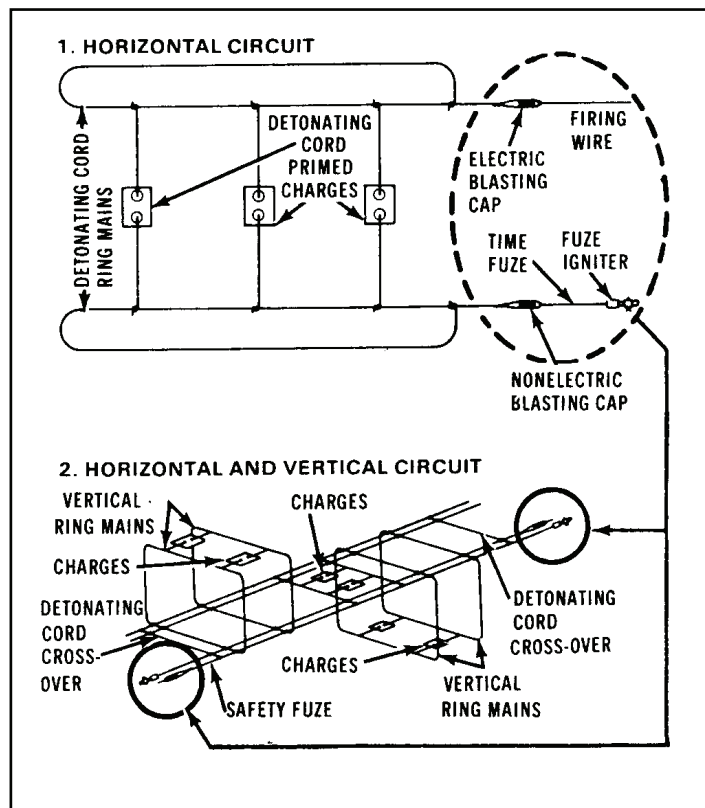 1. HORIZONTAL CIRCUIT
DETONATING CORD
RING MAINS
DETONATING
CORD
PRIMED
CHARGES
ELECTRIC
BLASTING
CAP
FIRING
WIRE
TIME
FUZE
FUZE
IGNITER
NONELECTRIC
BLASTING CAP
2. HORIZONTAL AND VERTICAL CIRCUIT
VERTICAL
RING MAINS
CHARGES
CHARGES
DETONATING
CORD
CROSS-
OVER
SAFETY FUZE
CHARGES
VERTICAL
RING MAINS
DETONATING
CORD
CROSS-OVER